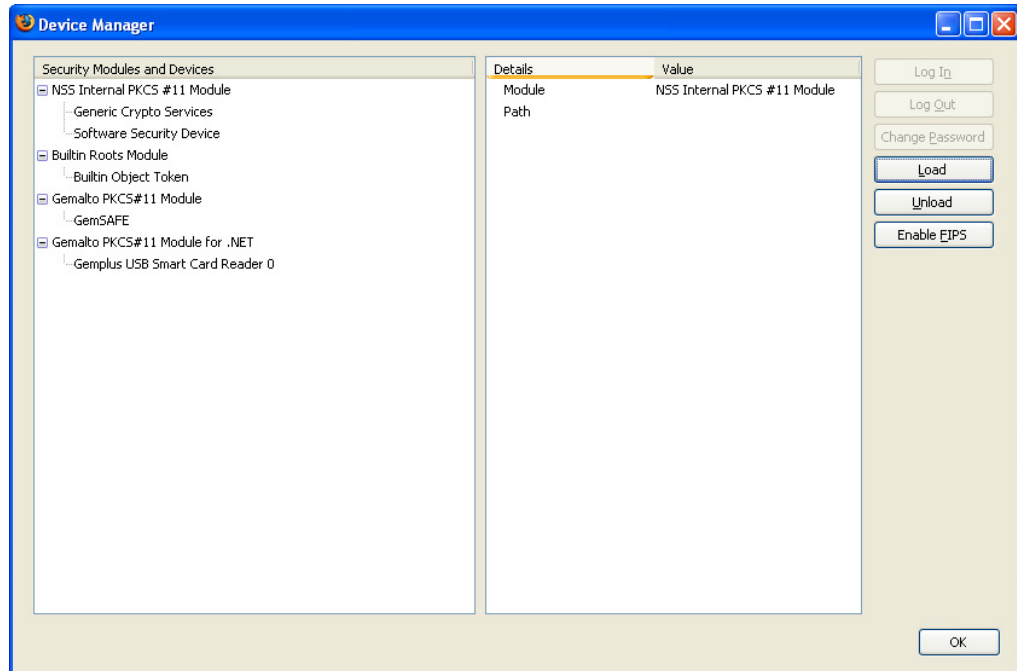 Device Manager
Security Modules and Devices
NSS Internal PKCS #11 Module
Generic Crypto Services
Software Security Device
Builtin Roots Module
Builtin Object Token
Gemalto PKCS#11 Module
GemSAFE
Gemalto PKCS#11 Module for .NET
Gemplus USB Smart Card Reader 0
Details Value
Module NSS Internal PKCS #11 Module
Path
Log In
Log Out
Change Password
Load
Unload
Enable FIPS
OK